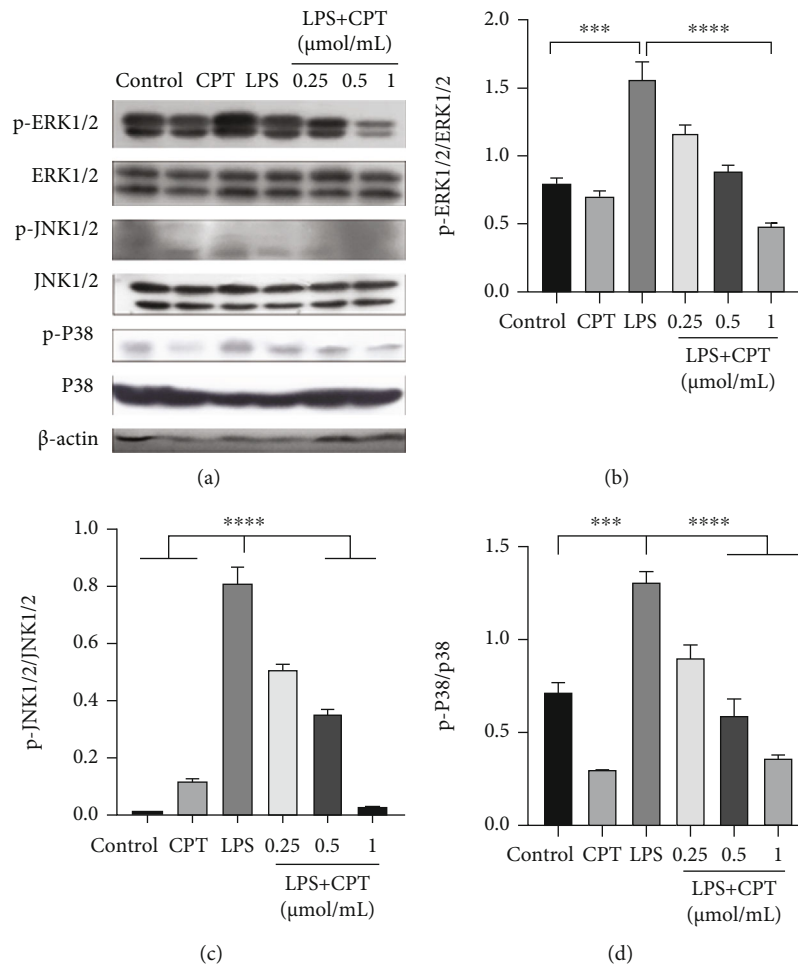 LPS+CPT
(μmol/mL)
Control CPT LPS 0.25 0.5 1
p-ERK1/2
ERK1/2
p-JNK1/2
JNK1/2
p-P38
P38
β-actin
(a)
2.0
1.5
1.0
0.5
0.0
p-ERK1/2/ERK1/2
*** ****
Control CPT LPS 0.25 0.5 1
LPS+CPT
(μmol/mL)
(b)
1.0
0.8
0.6
0.4
0.2
0.0
p-JNK1/2/JNK1/2
****
Control CPT LPS 0.25 0.5 1
LPS+CPT
(μmol/mL)
(c)
1.5
1.0
0.5
0.0
p-P38/p38
*** ****
Control CPT LPS 0.25 0.5 1
LPS+CPT
(μmol/mL)
(d)